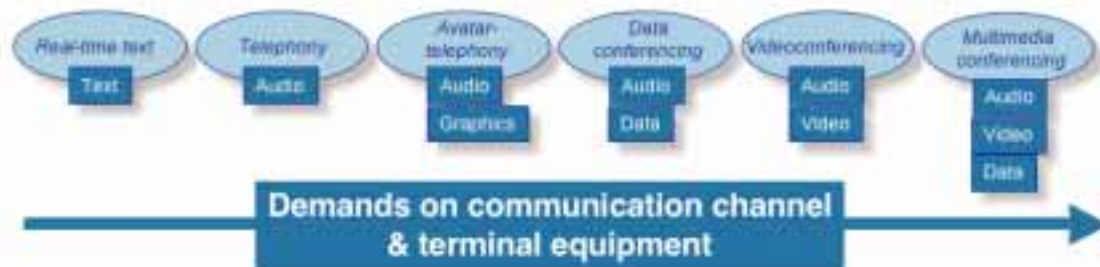 Real-time text
Text
Telephony
Audio
Avatar-
telephony
Audio
Graphics
Data
conferencing
Audio
Data
Videoconferencing
Audio
Video
Multimedia
conferencing
Audio
Video
Data
Demands on communication channel
& terminal equipment